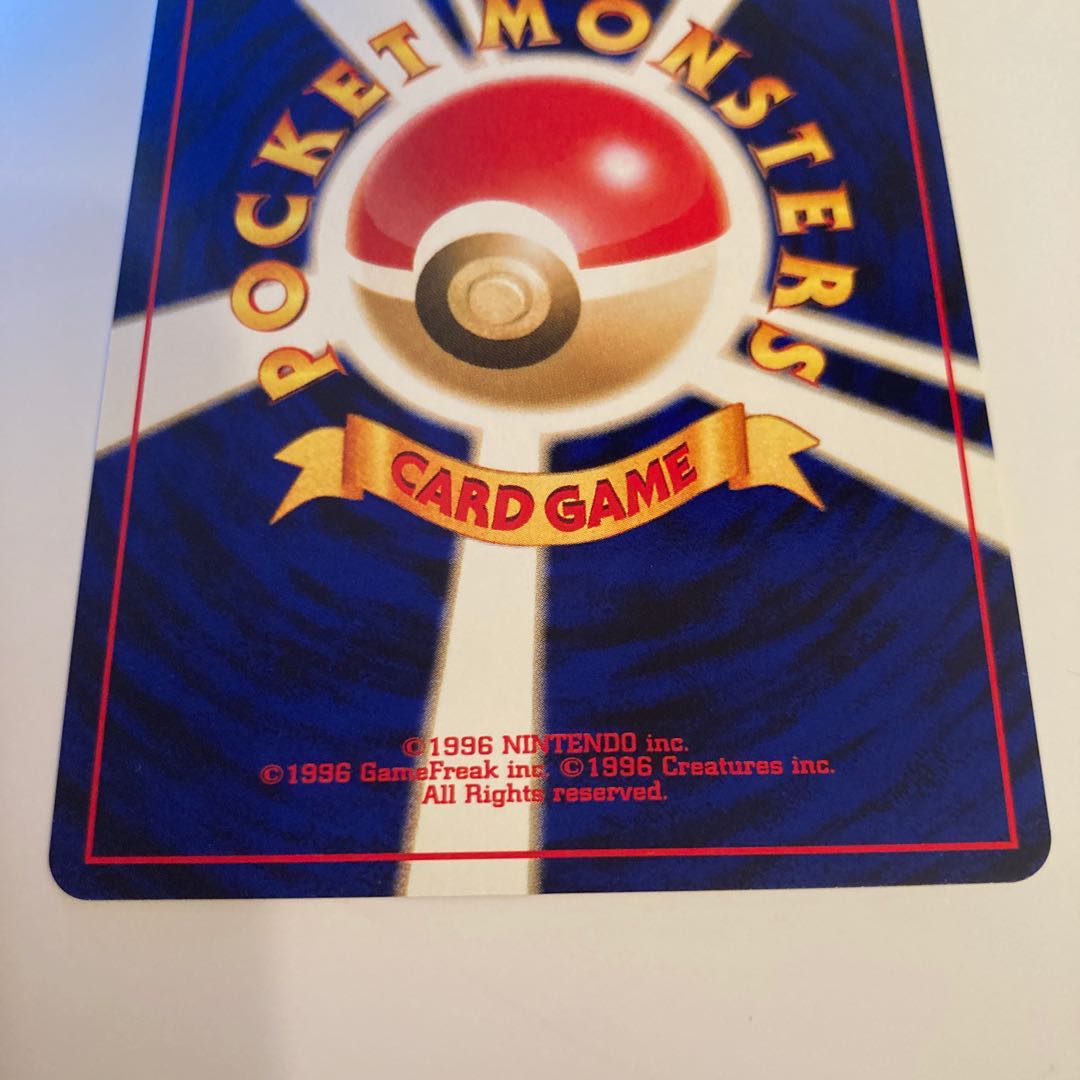 POCKET MONSTERS
CARD GAME
©1996 NINTENDO inc.
©1996 GameFreak inc. ©1996 Creatures inc.
All Rights reserved.